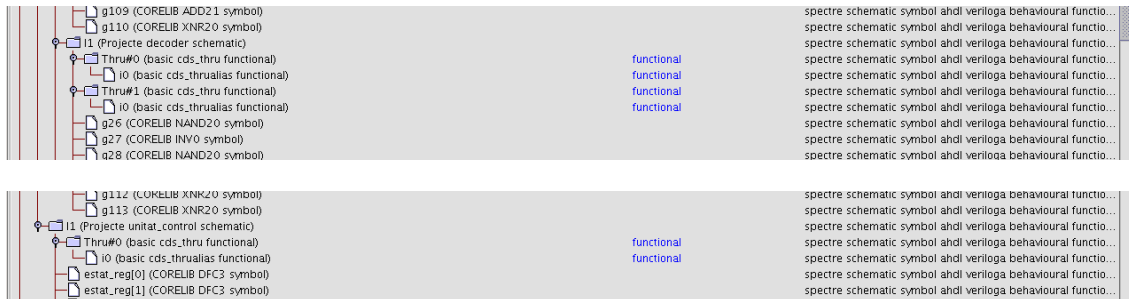 g109 (CORELIB ADD21 symbol) spectre schematic symbol ahdl veriloga behavioural functio...
g110 (CORELIB XNR20 symbol) spectre schematic symbol ahdl veriloga behavioural functio...
I1 (Projecte decoder schematic) spectre schematic symbol ahdl veriloga behavioural functio...
Thru#0 (basic cds_thru functional) functional spectre schematic symbol ahdl veriloga behavioural functio...
i0 (basic cds_thrualias functional) functional spectre schematic symbol ahdl veriloga behavioural functio...
Thru#1 (basic cds_thru functional) functional spectre schematic symbol ahdl veriloga behavioural functio...
i0 (basic cds_thrualias functional) functional spectre schematic symbol ahdl veriloga behavioural functio...
g26 (CORELIB NAND20 symbol) spectre schematic symbol ahdl veriloga behavioural functio...
g27 (CORELIB INV0 symbol) spectre schematic symbol ahdl veriloga behavioural functio...
g28 (CORELIB NAND20 symbol) spectre schematic symbol ahdl veriloga behavioural functio...
g112 (CORELIB XNR20 symbol) spectre schematic symbol ahdl veriloga behavioural functio...
g113 (CORELIB XNR20 symbol) spectre schematic symbol ahdl veriloga behavioural functio...
I1 (Projecte unitat_control schematic) spectre schematic symbol ahdl veriloga behavioural functio...
Thru#0 (basic cds_thru functional) functional spectre schematic symbol ahdl veriloga behavioural functio...
i0 (basic cds_thrualias functional) functional spectre schematic symbol ahdl veriloga behavioural functio...
estat_reg[0] (CORELIB DFC3 symbol) spectre schematic symbol ahdl veriloga behavioural functio...
estat_reg[1] (CORELIB DFC3 symbol) spectre schematic symbol ahdl veriloga behavioural functio...